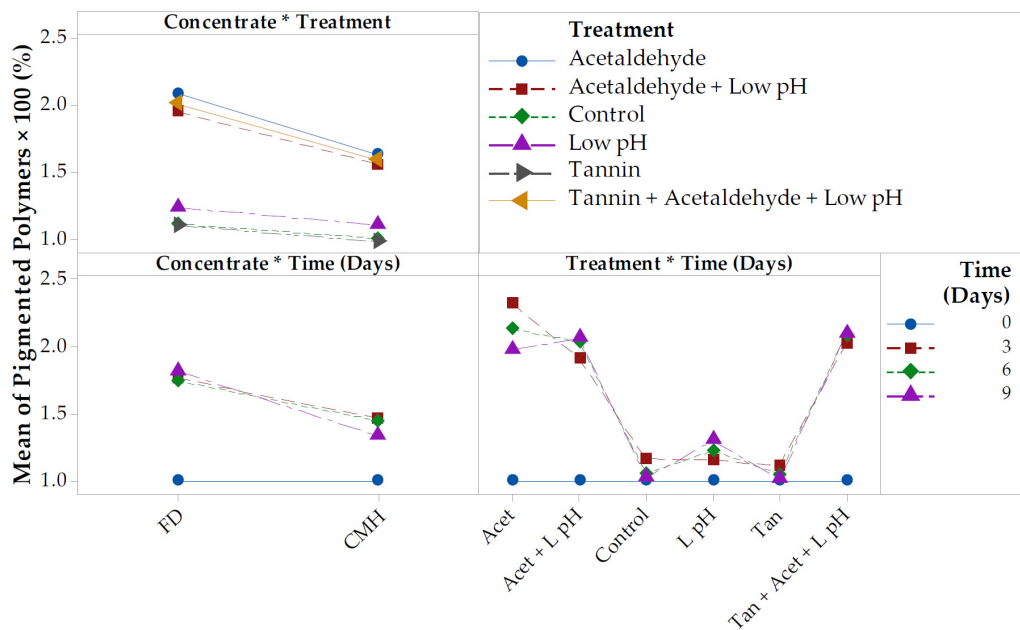 Concentrate * Treatment
Mean of Pigmented Polymers × 100 (%)
2.5
2.0
1.5
1.0
Treatment
Acetaldehyde
Acetaldehyde + Low pH
Control
Low pH
Tannin
Tannin + Acetaldehyde + Low pH
Concentrate * Time (Days)
Treatment * Time (Days)
2.5
2.0
1.5
1.0
Time
(Days)
0
3
6
9
FD
CMH
Acet
Acet + L pH
Control
L pH
Tan
Tan + Acet + L pH